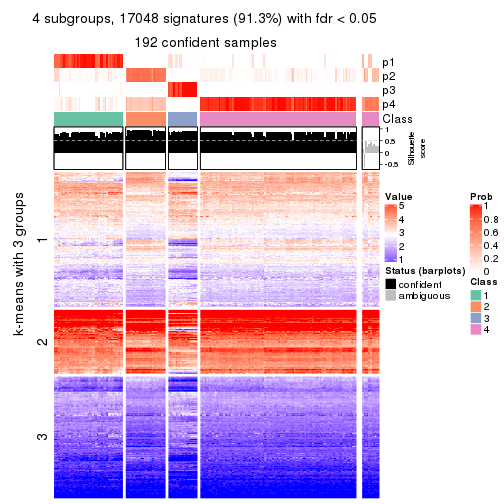 4 subgroups, 17048 signatures (91.3%) with fdr < 0.05
192 confident samples
p1
p2
p3
p4
Class
1
0.5
0
-0.5
Silhouette
score
k-means with 3 groups
1
2
3
Value
5
4
3
2
1
Status (barplots)
confident
ambiguous
Prob
1
0.8
0.6
0.4
0.2
0
Class
1
2
3
4